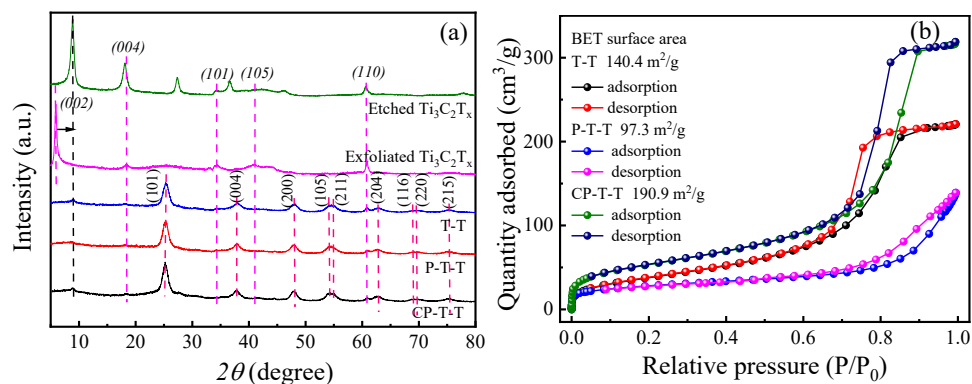 (a)
(004)
(101)
(105)
(110)
(002)
Etched Ti3C2Tx
Exfoliated Ti3C2Tx
(101)
(004)
(200)
(105)
(211)
(204)
(116)
(220)
(215)
T-T
P-T-T
CP-T-T
Intensity (a.u.)
10 20 30 40 50 60 70 80
2θ (degree)
(b)
BET surface area
T-T 140.4 m²/g
adsorption
desorption
P-T-T 97.3 m²/g
adsorption
desorption
CP-T-T 190.9 m²/g
adsorption
desorption
Quantity adsorbed (cm³/g)
300
200
100
0
0.0 0.2 0.4 0.6 0.8 1.0
Relative pressure (P/P0)